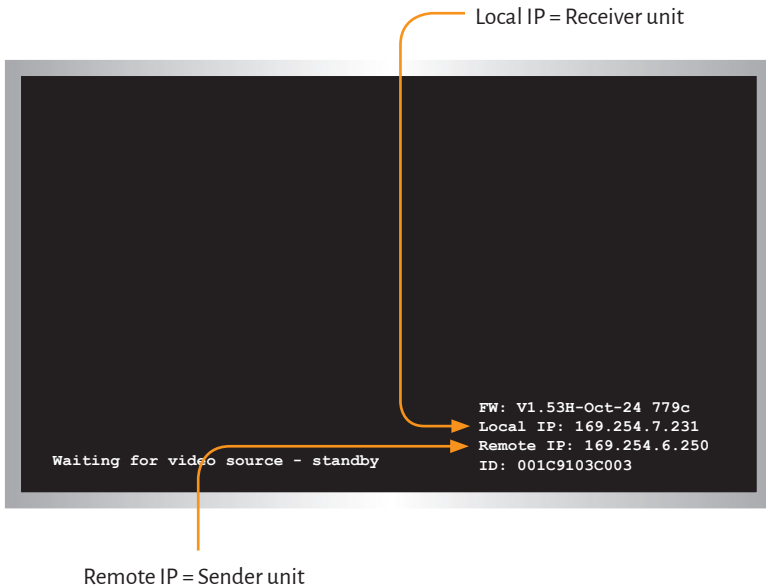 Local IP = Receiver unit
FW: V1.53H-Oct-24 779c
Local IP: 169.254.7.231
Remote IP: 169.254.6.250
Waiting for video source - standby
ID: 001C9103C003
Remote IP = Sender unit